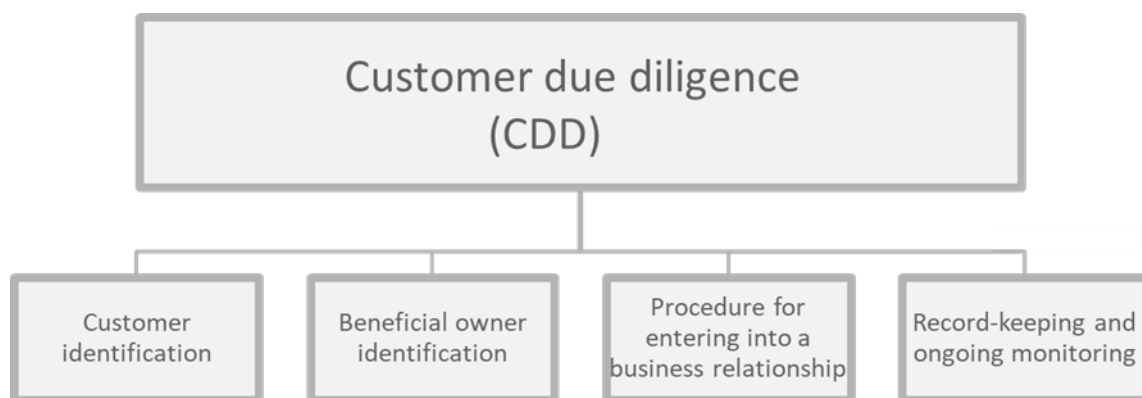 Customer due diligence
(CDD)
Customer
identification
Beneficial owner
identification
Procedure for
entering into a
business relationship
Record-keeping and
ongoing monitoring